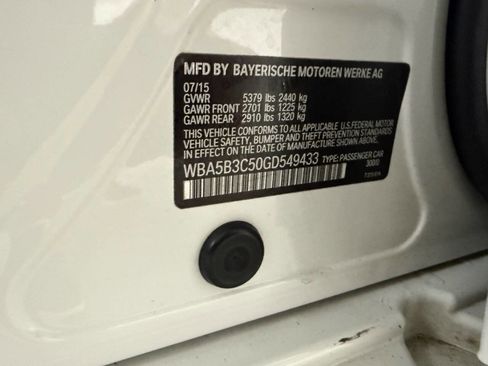 MFD BY BAYERISCHE MOTOREN WERKE AG
07/15
GVWR 5379 lbs 2440 kg
GAWR FRONT 2701 lbs 1225 kg
GAWR REAR 2910 lbs 1320 kg
THIS VEHICLE CONFORMS TO ALL APPLICABLE U.S.FEDERAL MOTOR
VEHICLE SAFETY, BUMPER AND THEFT PREVENTION STANDARDS
IN EFFECT ON THE DATE OF MANUFACTURE SHOWN ABOVE.
WBA5B3C50GD549433 TYPE: PASSENGER CAR